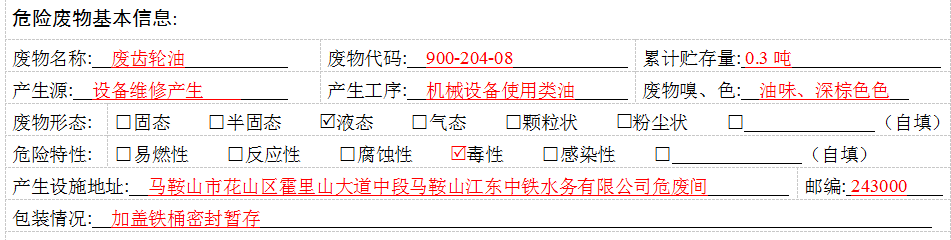 危险废物基本信息:
废物名称: 废齿轮油 废物代码: 900-204-08 累计贮存量: 0.3 吨
产生源: 设备维修产生 产生工序: 机械设备使用类油 废物嗅、色: 油味、深棕色色
废物形态: ☐固态 ☐半固态 ☑液态 ☐气态 ☐颗粒状 ☐粉尘状 ☐______________（自填）
危险特性: ☐易燃性 ☐反应性 ☐腐蚀性 ☑毒性 ☐感染性 ☐______________（自填）
产生设施地址: 马鞍山市花山区霍里山大道中段马鞍山江东中铁水务有限公司危废间 邮编: 243000
包装情况: 加盖铁桶密封暂存